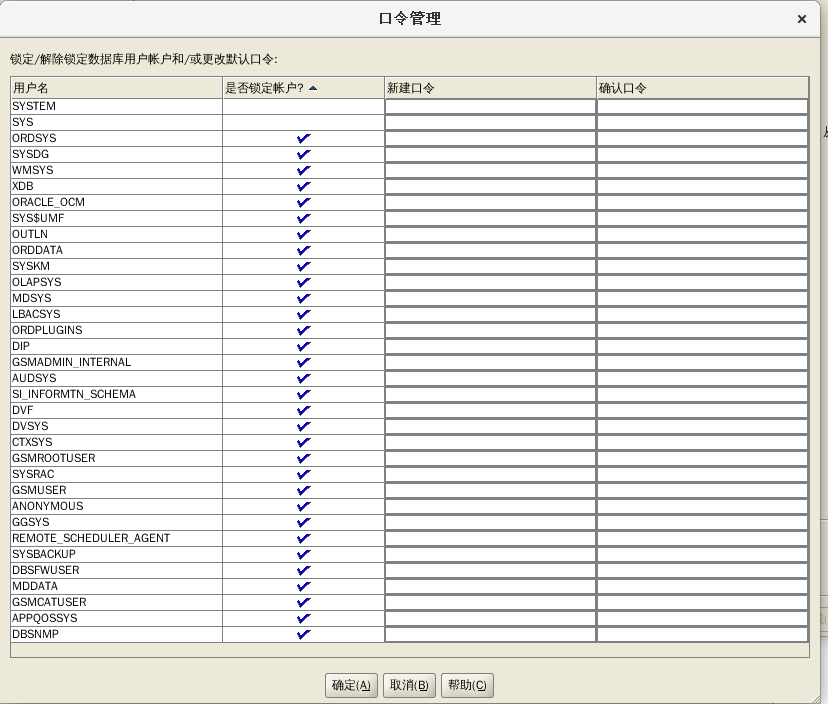 口令管理
锁定/解除锁定数据库用户帐户和/或更改默认口令:
用户名 是否锁定帐户? 新建口令 确认口令
SYSTEM
SYS
ORDSYS
SYSDG
WMSYS
XDB
ORACLE_OCM
SYS$UMF
OUTLN
ORDDATA
SYSKM
OLAPSYS
MDSYS
LBACSYS
ORDPLUGINS
DIP
GSMADMIN_INTERNAL
AUDSYS
SI_INFORMTN_SCHEMA
DVF
DVSYS
CTXSYS
GSMROOTUSER
SYSRAC
GSMUSER
ANONYMOUS
GGSYS
REMOTE_SCHEDULER_AGENT
SYSBACKUP
DBSFWUSER
MDDATA
GSMCATUSER
APPQOSSYS
DBSNMP
确定(A) 取消(B) 帮助(C)